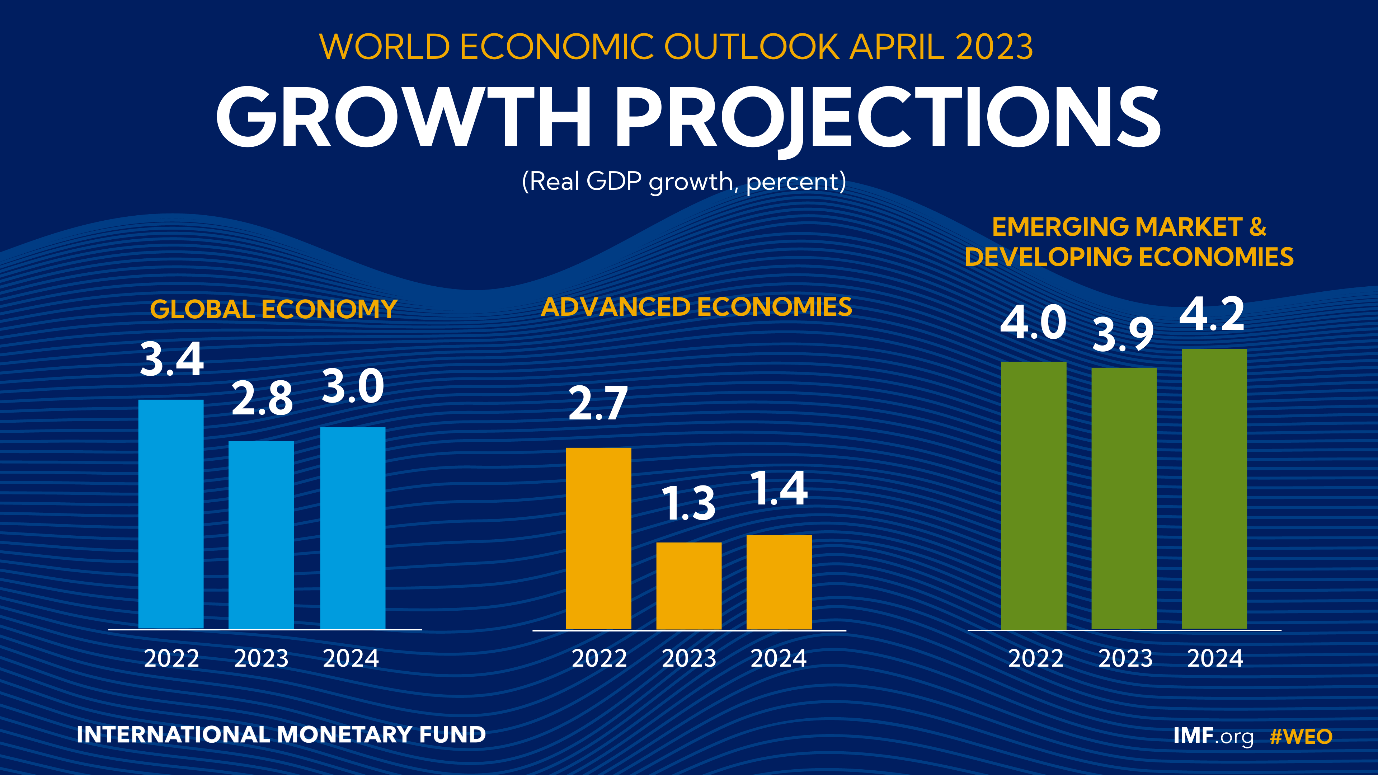 WORLD ECONOMIC OUTLOOK APRIL 2023
GROWTH PROJECTIONS
(Real GDP growth, percent)
GLOBAL ECONOMY
3.4
2.8
3.0
2022 2023 2024
ADVANCED ECONOMIES
2.7
1.3
1.4
2022 2023 2024
EMERGING MARKET &
DEVELOPING ECONOMIES
4.0
3.9
4.2
2022 2023 2024
INTERNATIONAL MONETARY FUND
IMF.org #WEO